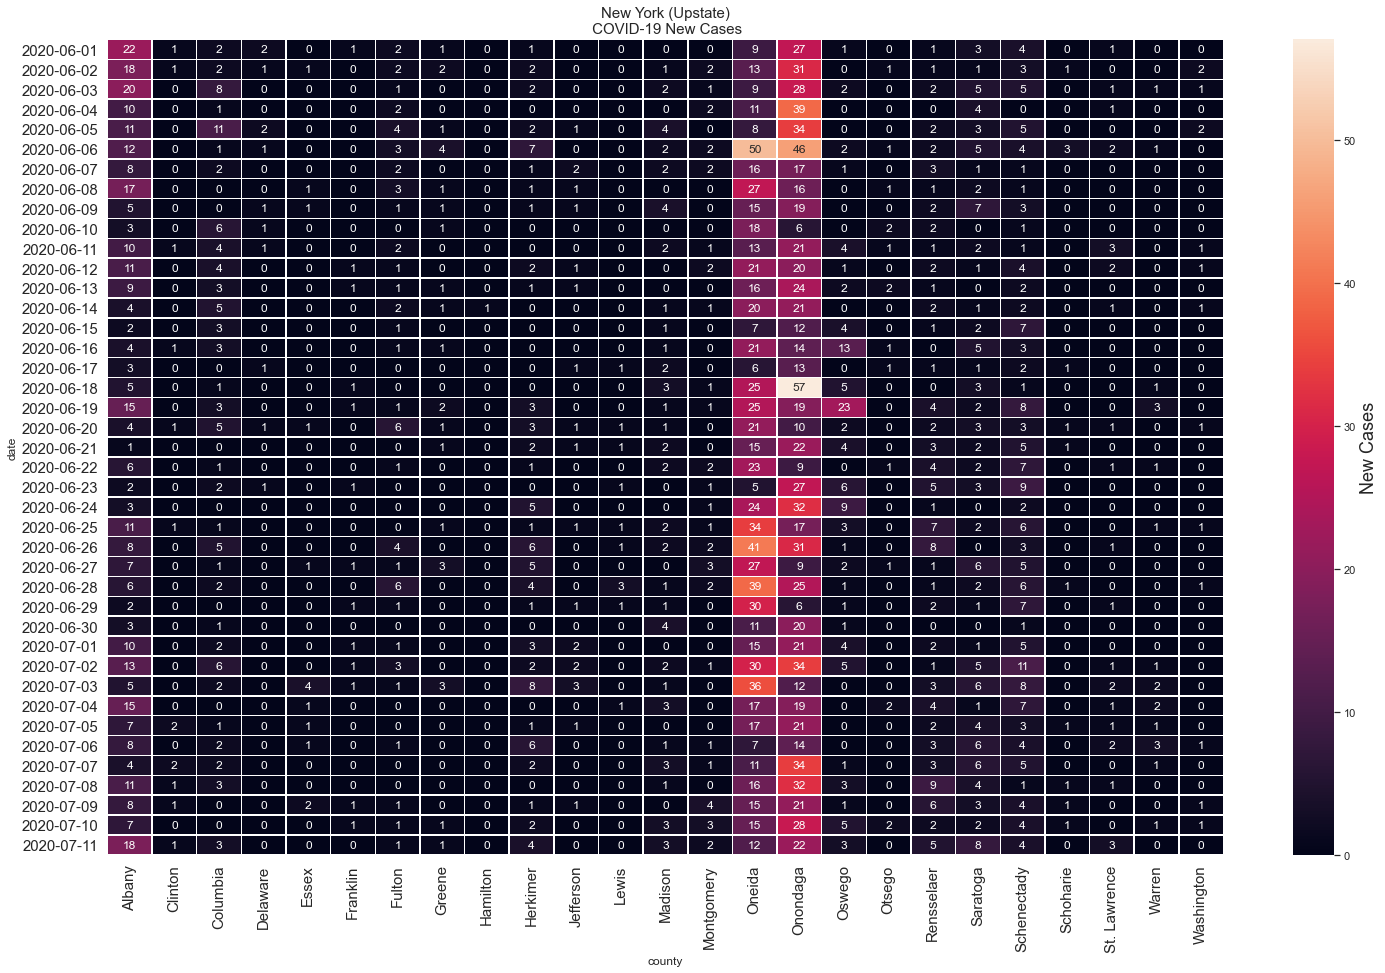 New York (Upstate)
COVID-19 New Cases
2020-06-01 22 1 2 2 0 1 2 1 0 1 0 0 0 0 9 27 1 0 1 3 4 0 1 0 0
2020-06-02 18 1 2 1 1 0 2 2 0 2 0 0 1 2 13 31 0 1 1 1 3 1 0 0 2
2020-06-03 20 0 8 0 0 0 1 0 0 2 0 0 2 1 9 28 2 0 2 5 5 0 1 1 1
2020-06-04 10 0 1 0 0 0 2 0 0 0 0 0 0 2 11 39 0 0 0 4 0 0 1 0 0
2020-06-05 11 0 11 2 0 0 4 1 0 2 1 0 4 0 8 34 0 0 2 3 5 0 0 0 2
2020-06-06 12 0 1 1 0 0 3 4 0 7 0 0 2 2 50 46 2 1 2 5 4 3 2 1 0
2020-06-07 8 0 2 0 0 0 2 0 0 1 2 0 2 2 16 17 1 0 3 1 1 0 0 0 0
2020-06-08 17 0 0 0 1 0 3 1 0 1 1 0 0 0 27 16 0 1 1 2 1 0 0 0 0
2020-06-09 5 0 0 1 1 0 1 1 0 1 1 0 4 0 15 19 0 0 2 7 3 0 0 0 0
2020-06-10 3 0 6 1 0 0 0 1 0 0 0 0 0 0 18 6 0 2 2 0 1 0 0 0 0
2020-06-11 10 1 4 1 0 0 2 0 0 0 0 0 2 1 13 21 4 1 1 2 1 0 3 0 1
2020-06-12 11 0 4 0 0 1 1 0 0 2 1 0 0 2 21 20 1 0 2 1 4 0 2 0 1
2020-06-13 9 0 3 0 0 1 1 1 0 1 1 0 0 0 16 24 2 2 1 0 2 0 0 0 0
2020-06-14 4 0 5 0 0 0 2 1 1 0 0 0 1 1 20 21 0 0 2 1 2 0 1 0 1
2020-06-15 2 0 3 0 0 0 1 0 0 0 0 0 1 0 7 12 4 0 1 2 7 0 0 0 0
2020-06-16 4 1 3 0 0 0 1 1 0 0 0 0 1 0 21 14 13 1 0 5 3 0 0 0 0
2020-06-17 3 0 0 1 0 0 0 0 0 0 1 1 2 0 6 13 0 1 1 1 2 1 0 0 0
2020-06-18 5 0 1 0 0 1 0 0 0 0 0 0 3 1 25 57 5 0 0 3 1 0 0 1 0
2020-06-19 15 0 3 0 0 1 1 2 0 3 0 0 1 1 25 19 23 0 4 2 8 0 0 3 0
2020-06-20 4 1 5 1 1 0 6 1 0 3 1 1 1 0 21 10 2 0 2 3 3 1 1 0 1
2020-06-21 1 0 0 0 0 0 0 1 0 2 1 1 2 0 15 22 4 0 3 2 5 1 0 0 0
2020-06-22 6 0 1 0 0 0 1 0 0 1 0 0 2 2 23 9 0 1 4 2 7 0 1 1 0
2020-06-23 2 0 2 1 0 1 0 0 0 0 0 1 0 1 5 27 6 0 5 3 9 0 0 0 0
2020-06-24 3 0 0 0 0 0 0 0 0 5 0 0 0 1 24 32 9 0 1 0 2 0 0 0 0
2020-06-25 11 1 1 0 0 0 0 1 0 1 1 1 2 1 34 17 3 0 7 2 6 0 0 1 1
2020-06-26 8 0 5 0 0 0 4 0 0 6 0 1 2 2 41 31 1 0 8 0 3 0 1 0 0
2020-06-27 7 0 1 0 1 1 1 3 0 5 0 0 0 3 27 9 2 1 1 6 5 0 0 0 0
2020-06-28 6 0 2 0 0 0 6 0 0 4 0 3 1 2 39 25 1 0 1 2 6 1 0 0 1
2020-06-29 2 0 0 0 0 1 1 0 0 1 1 1 1 0 30 6 1 0 2 1 7 0 1 0 0
2020-06-30 3 0 1 0 0 0 0 0 0 0 0 0 4 0 11 20 1 0 0 0 1 0 0 0 0
2020-07-01 10 0 2 0 0 1 1 0 0 3 2 0 0 0 15 21 4 0 2 1 5 0 0 0 0
2020-07-02 13 0 6 0 0 1 3 0 0 2 2 0 2 1 30 34 5 0 1 5 11 0 1 1 0
2020-07-03 5 0 2 0 4 1 1 3 0 8 3 0 1 0 36 12 0 0 3 6 8 0 2 2 0
2020-07-04 15 0 0 0 1 0 0 0 0 0 0 1 3 0 17 19 0 2 4 1 7 0 1 2 0
2020-07-05 7 2 1 0 1 0 0 0 0 1 1 0 0 0 17 21 0 0 2 4 3 1 1 1 0
2020-07-06 8 0 2 0 1 0 1 0 0 6 0 0 1 1 7 14 0 0 3 6 4 0 2 3 1
2020-07-07 4 2 2 0 0 0 0 0 0 2 0 0 3 1 11 34 1 0 3 6 5 0 0 1 0
2020-07-08 11 1 3 0 0 0 0 0 0 0 0 0 1 0 16 32 3 0 9 4 1 1 1 0 0
2020-07-09 8 1 0 0 2 1 1 0 0 1 1 0 0 4 15 21 1 0 6 3 4 1 0 0 1
2020-07-10 7 0 0 0 0 1 1 1 0 2 0 0 3 3 15 28 5 2 2 2 4 1 0 1 1
2020-07-11 18 1 3 0 0 0 1 1 0 4 0 0 3 2 12 22 3 0 5 8 4 0 3 0 0
date
Albany Clinton Columbia Delaware Essex Franklin Fulton Greene Hamilton Herkimer Jefferson Lewis Madison Montgomery Oneida Onondaga Oswego Otsego Rensselaer Saratoga Schenectady Schoharie St. Lawrence Warren Washington
county
50
40
30
20
10
0
New Cases